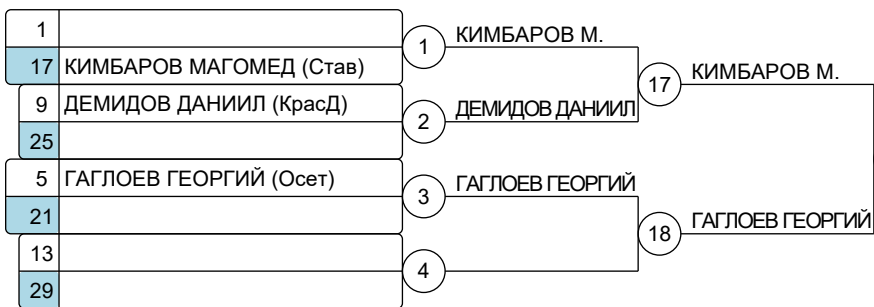 1
17 КИМБАРОВ МАГОМЕД (Став)
1 КИМБАРОВ М.
9 ДЕМИДОВ ДАНИИЛ (КрасД)
25
2 ДЕМИДОВ ДАНИИЛ
17 КИМБАРОВ М.
5 ГАГЛОЕВ ГЕОРГИЙ (Осет)
21
3 ГАГЛОЕВ ГЕОРГИЙ
13
29
4
18 ГАГЛОЕВ ГЕОРГИЙ